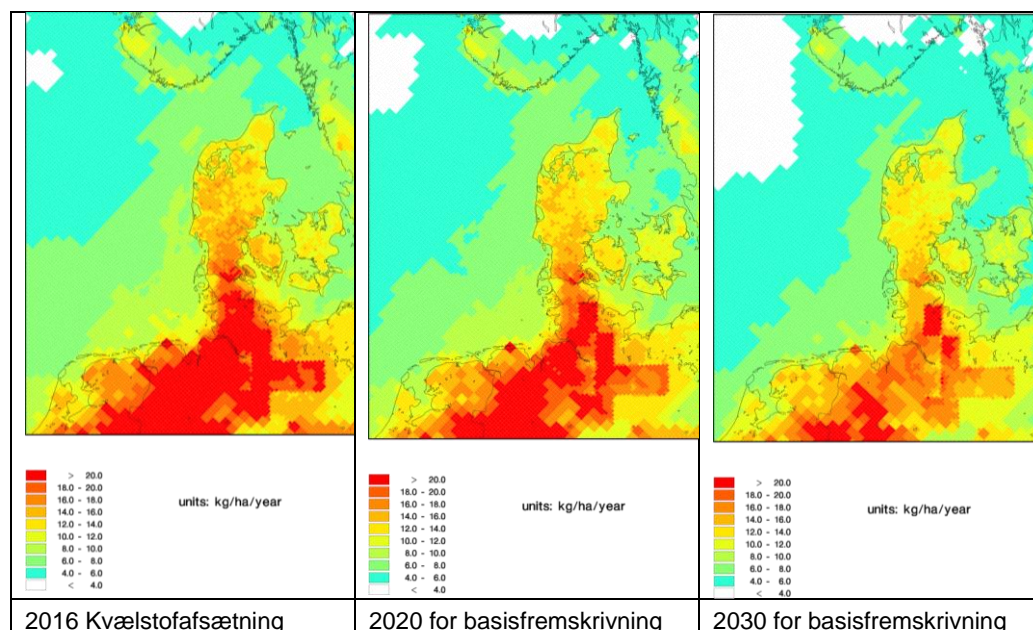 > 20.0
18.0 - 20.0
16.0 - 18.0
14.0 - 16.0
12.0 - 14.0
10.0 - 12.0
8.0 - 10.0
6.0 - 8.0
4.0 - 6.0
< 4.0
units: kg/ha/year
> 20.0
18.0 - 20.0
16.0 - 18.0
14.0 - 16.0
12.0 - 14.0
10.0 - 12.0
8.0 - 10.0
6.0 - 8.0
4.0 - 6.0
< 4.0
units: kg/ha/year
> 20.0
18.0 - 20.0
16.0 - 18.0
14.0 - 16.0
12.0 - 14.0
10.0 - 12.0
8.0 - 10.0
6.0 - 8.0
4.0 - 6.0
< 4.0
units: kg/ha/year
2016 Kvælstofafsætning
2020 for basisfremskrivning
2030 for basisfremskrivning